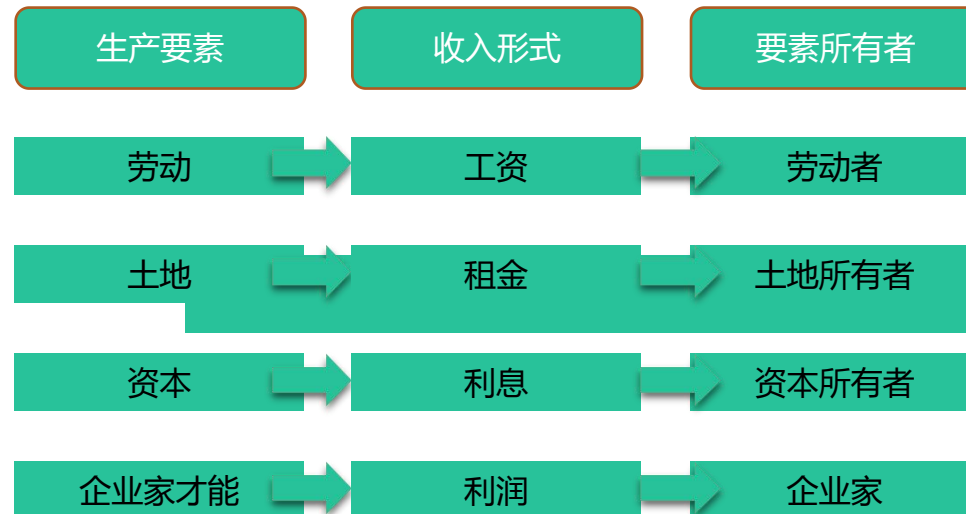 生产要素 收入形式 要素所有者
劳动 工资 劳动者
土地 租金 土地所有者
资本 利息 资本所有者
企业家才能 利润 企业家